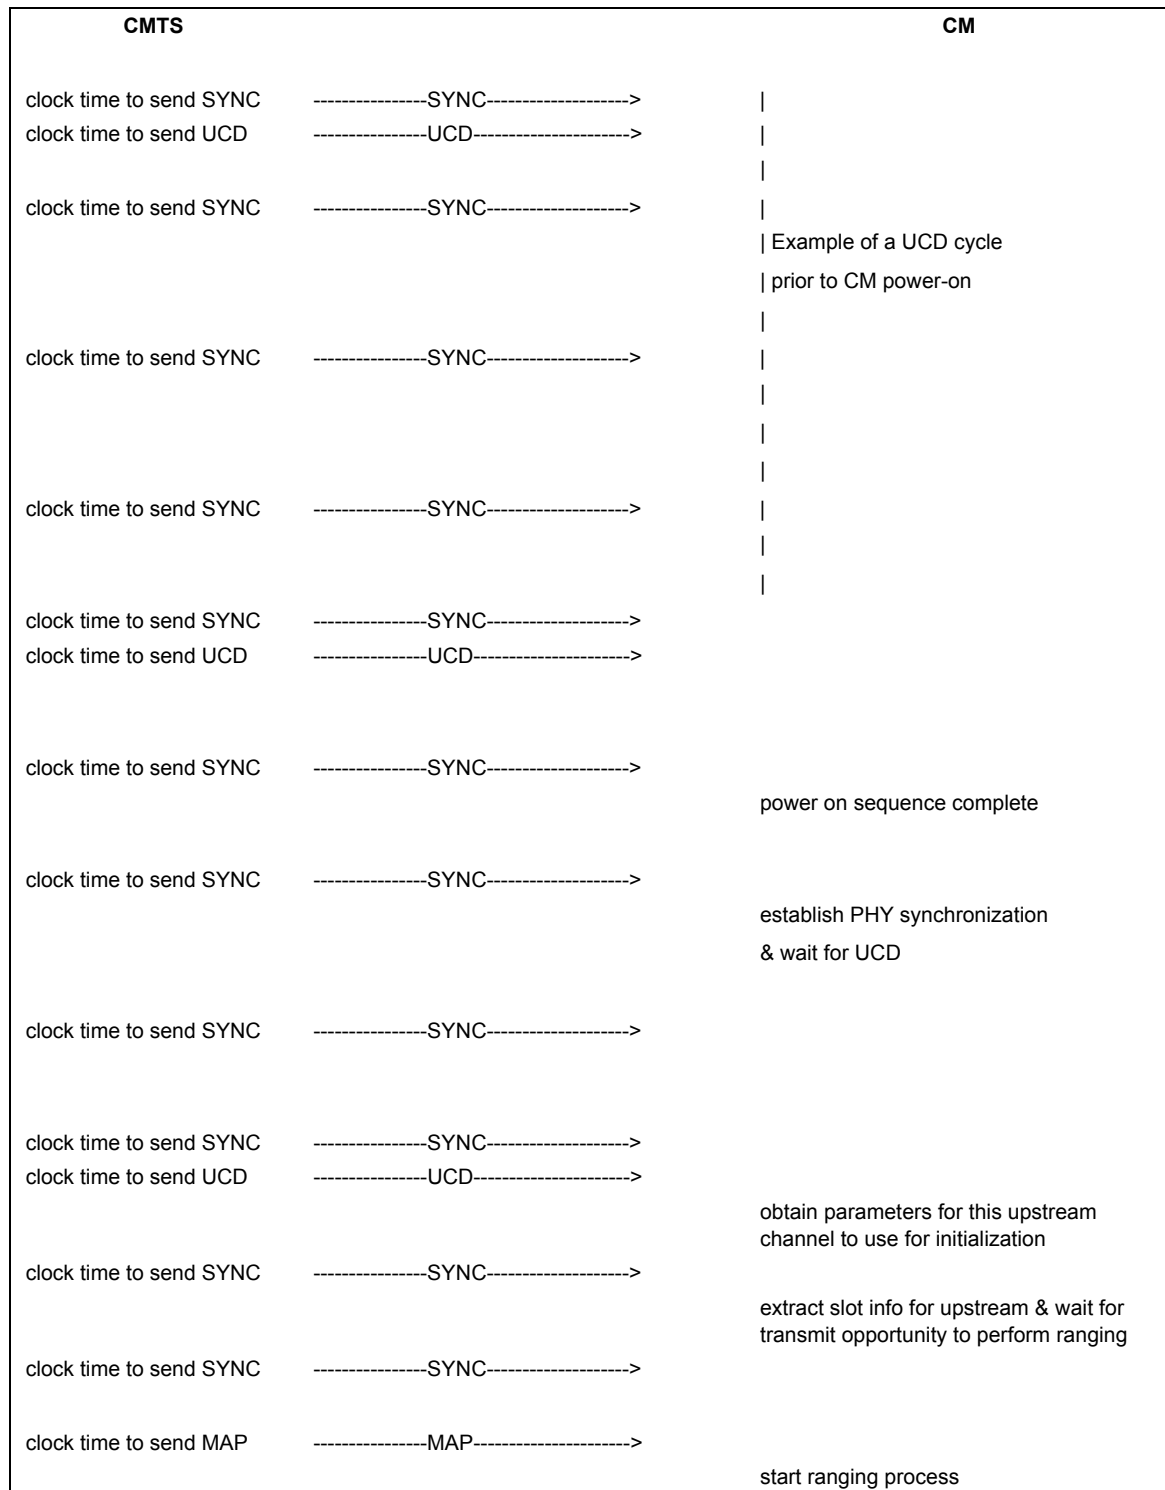 CMTS CM
clock time to send SYNC ----------------SYNC--------------------> |
clock time to send UCD ----------------UCD----------------------> |
|
clock time to send SYNC ----------------SYNC--------------------> |
| Example of a UCD cycle
| prior to CM power-on
|
clock time to send SYNC ----------------SYNC--------------------> |
|
|
|
clock time to send SYNC ----------------SYNC--------------------> |
|
|
clock time to send SYNC ----------------SYNC-------------------->
clock time to send UCD ----------------UCD---------------------->
clock time to send SYNC ----------------SYNC-------------------->
power on sequence complete
clock time to send SYNC ----------------SYNC-------------------->
establish PHY synchronization
& wait for UCD
clock time to send SYNC ----------------SYNC-------------------->
clock time to send SYNC ----------------SYNC-------------------->
clock time to send UCD ----------------UCD---------------------->
obtain parameters for this upstream
channel to use for initialization
clock time to send SYNC ----------------SYNC-------------------->
extract slot info for upstream & wait for
transmit opportunity to perform ranging
clock time to send SYNC ----------------SYNC-------------------->
clock time to send MAP ----------------MAP---------------------->
start ranging process